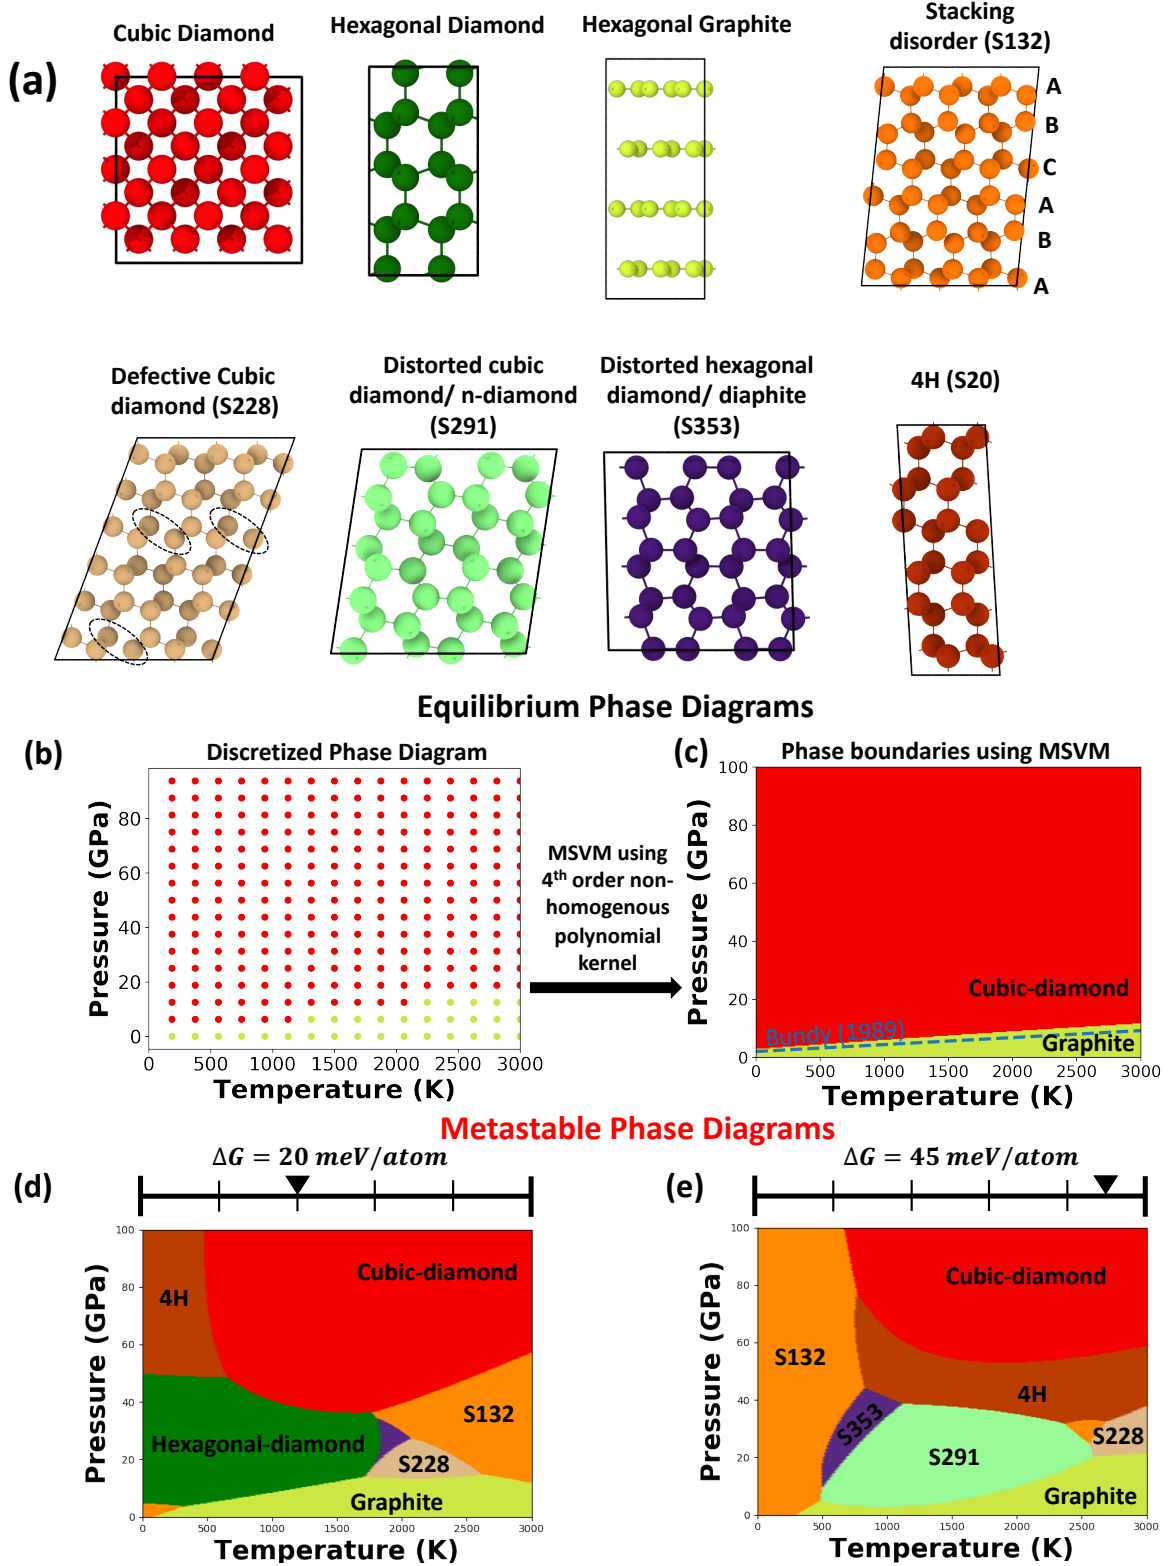 (a)
Cubic Diamond
Hexagonal Diamond
Hexagonal Graphite
Stacking
disorder (S132)
A
B
C
A
B
A
Defective Cubic
diamond (S228)
Distorted cubic
diamond/ n-diamond
(S291)
Distorted hexagonal
diamond/ diaphite
(S353)
4H (S20)
Equilibrium Phase Diagrams
(b)
Discretized Phase Diagram
Pressure (GPa)
80
60
40
20
0
0 500 1000 1500 2000 2500 3000
Temperature (K)
MSVM using
4th order non-
homogenous
polynomial
kernel
(c)
Phase boundaries using MSVM
Pressure (GPa)
100
80
60
40
20
0
Cubic-diamond
Bundy (1989)
Graphite
0 500 1000 1500 2000 2500 3000
Temperature (K)
Metastable Phase Diagrams
(d)
ΔG = 20 meV/atom
Pressure (GPa)
100
80
60
40
20
0
4H
Cubic-diamond
S132
Hexagonal-diamond
S228
Graphite
0 500 1000 1500 2000 2500 3000
Temperature (K)
(e)
ΔG = 45 meV/atom
Pressure (GPa)
100
80
60
40
20
0
Cubic-diamond
S132
4H
S353
S228
S291
Graphite
0 500 1000 1500 2000 2500 3000
Temperature (K)